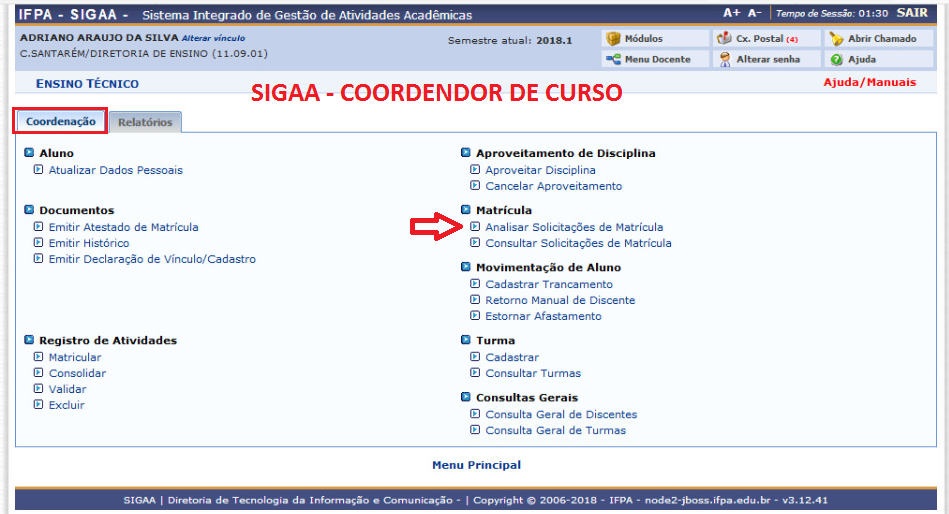 IFPA - SIGAA - Sistema Integrado de Gestão de Atividades Acadêmicas
A+ A- Tempo de Sessão: 01:30 SAIR
ADRIANO ARAUJO DA SILVA Alterar vínculo
C.SANTARÉM/DIRETORIA DE ENSINO (11.09.01)
Semestre atual: 2018.1
Módulos
Cx. Postal (4)
Abrir Chamado
Menu Docente
Alterar senha
Ajuda
ENSINO TÉCNICO
SIGAA - COORDENDOR DE CURSO
Ajuda/Manuais
Coordenação
Relatórios
Aluno
Atualizar Dados Pessoais
Documentos
Emitir Atestado de Matrícula
Emitir Histórico
Emitir Declaração de Vínculo/Cadastro
Registro de Atividades
Matricular
Consolidar
Validar
Excluir
Aproveitamento de Disciplina
Aproveitar Disciplina
Cancelar Aproveitamento
Matrícula
Analisar Solicitações de Matrícula
Consultar Solicitações de Matrícula
Movimentação de Aluno
Cadastrar Trancamento
Retorno Manual de Discente
Estornar Afastamento
Turma
Cadastrar
Consultar Turmas
Consultas Gerais
Consulta Geral de Discentes
Consulta Geral de Turmas
Menu Principal
SIGAA | Diretoria de Tecnologia da Informação e Comunicação - | Copyright © 2006-2018 - IFPA - node2-jboss.ifpa.edu.br - v3.12.41